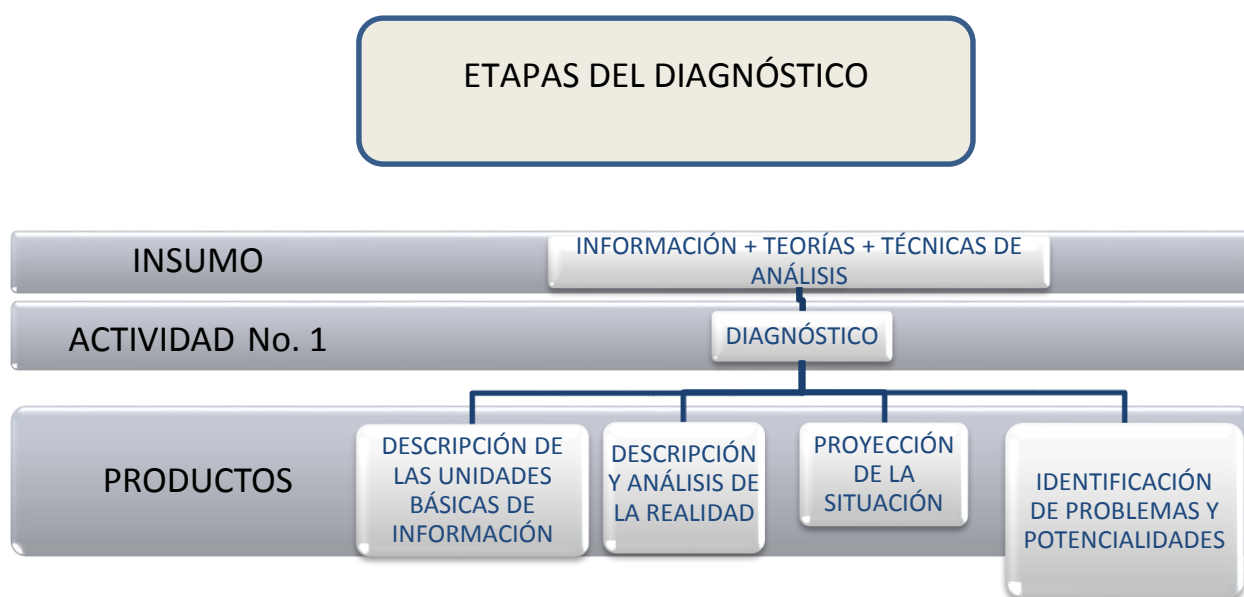 ETAPAS DEL DIAGNÓSTICO
INSUMO
INFORMACIÓN + TEORÍAS + TÉCNICAS DE
ANÁLISIS
ACTIVIDAD No. 1
DIAGNÓSTICO
PRODUCTOS
DESCRIPCIÓN DE
LAS UNIDADES
BÁSICAS DE
INFORMACIÓN
DESCRIPCIÓN
Y ANÁLISIS DE
LA REALIDAD
PROYECCIÓN
DE LA
SITUACIÓN
IDENTIFICACIÓN
DE PROBLEMAS Y
POTENCIALIDADES